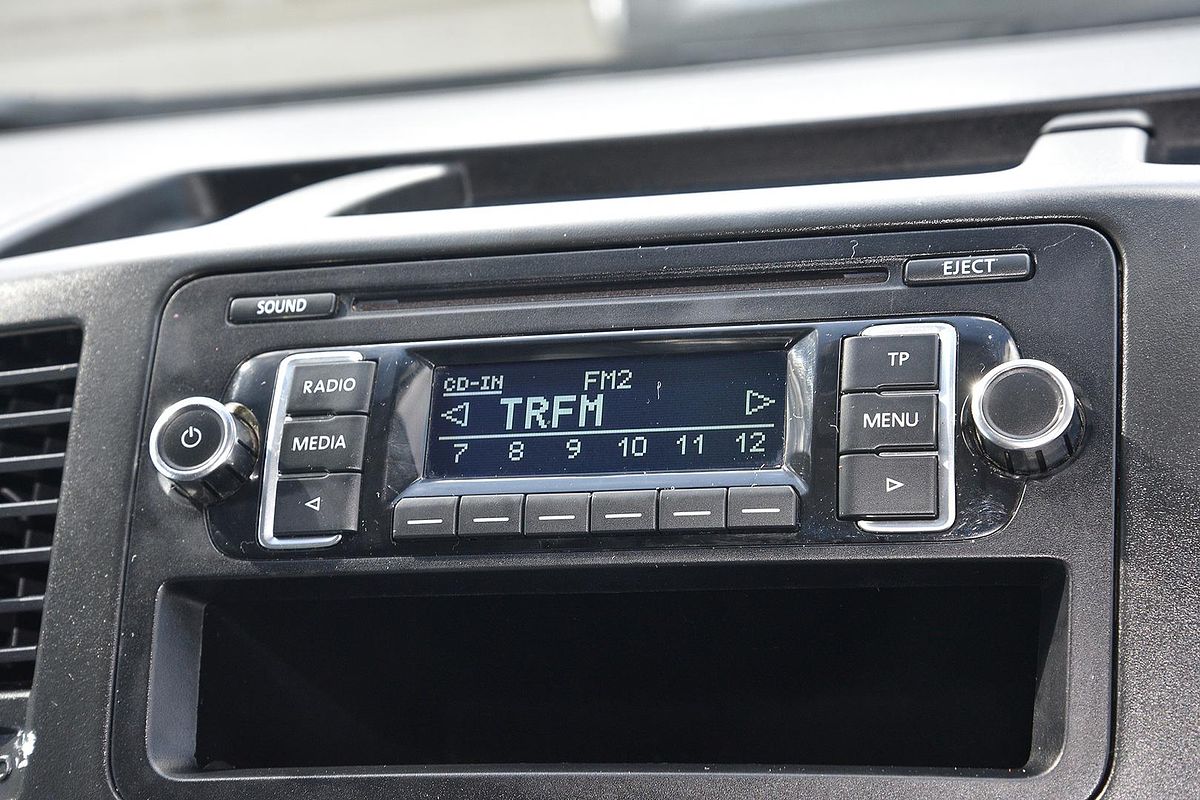 SOUND
EJECT
RADIO
MEDIA
CD-IN FM2
TRFM
7 8 9 10 11 12
TP
MENU